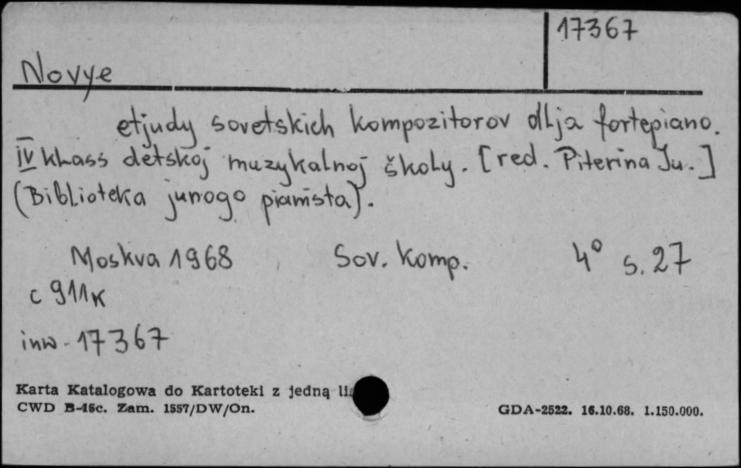 17367
Novye
etjudy sovetskich kompozitorov dlja fortepiano.
IV klass detskoj muzykalnoj školy. [red. Piterina Ju.]
(Biblioteka junogo pianista).
Moskva 1968 Sov. Komp. 4° s. 27
c 911k
inw. 17367
Karta Katalogowa do Kartoteki z jedną
CWD B-16c. Zam. 1557/DW/On. GDA-2522. 16.10.68. 1.150.000.